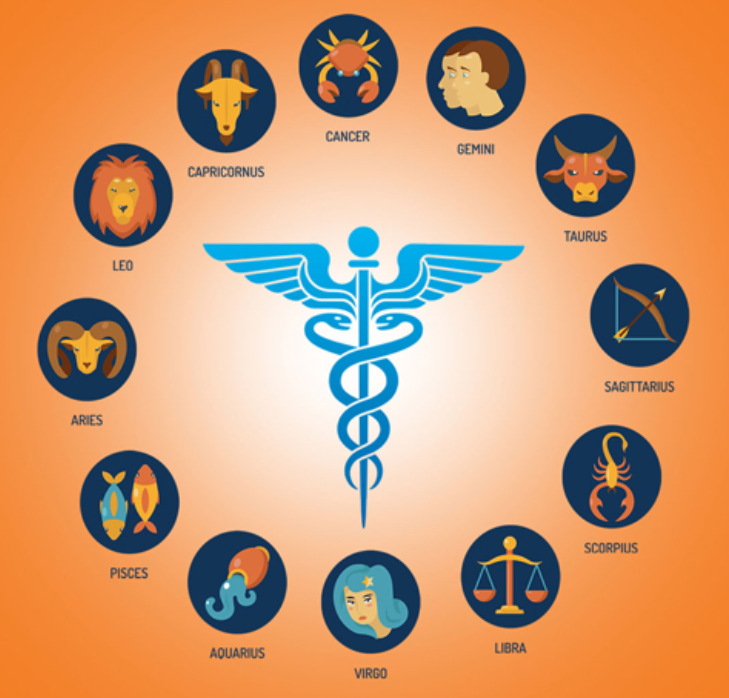 CANCER
GEMINI
CAPRICORNUS
TAURUS
LEO
SAGITTARIUS
ARIES
SCORPIUS
PISCES
LIBRA
AQUARIUS
VIRGO